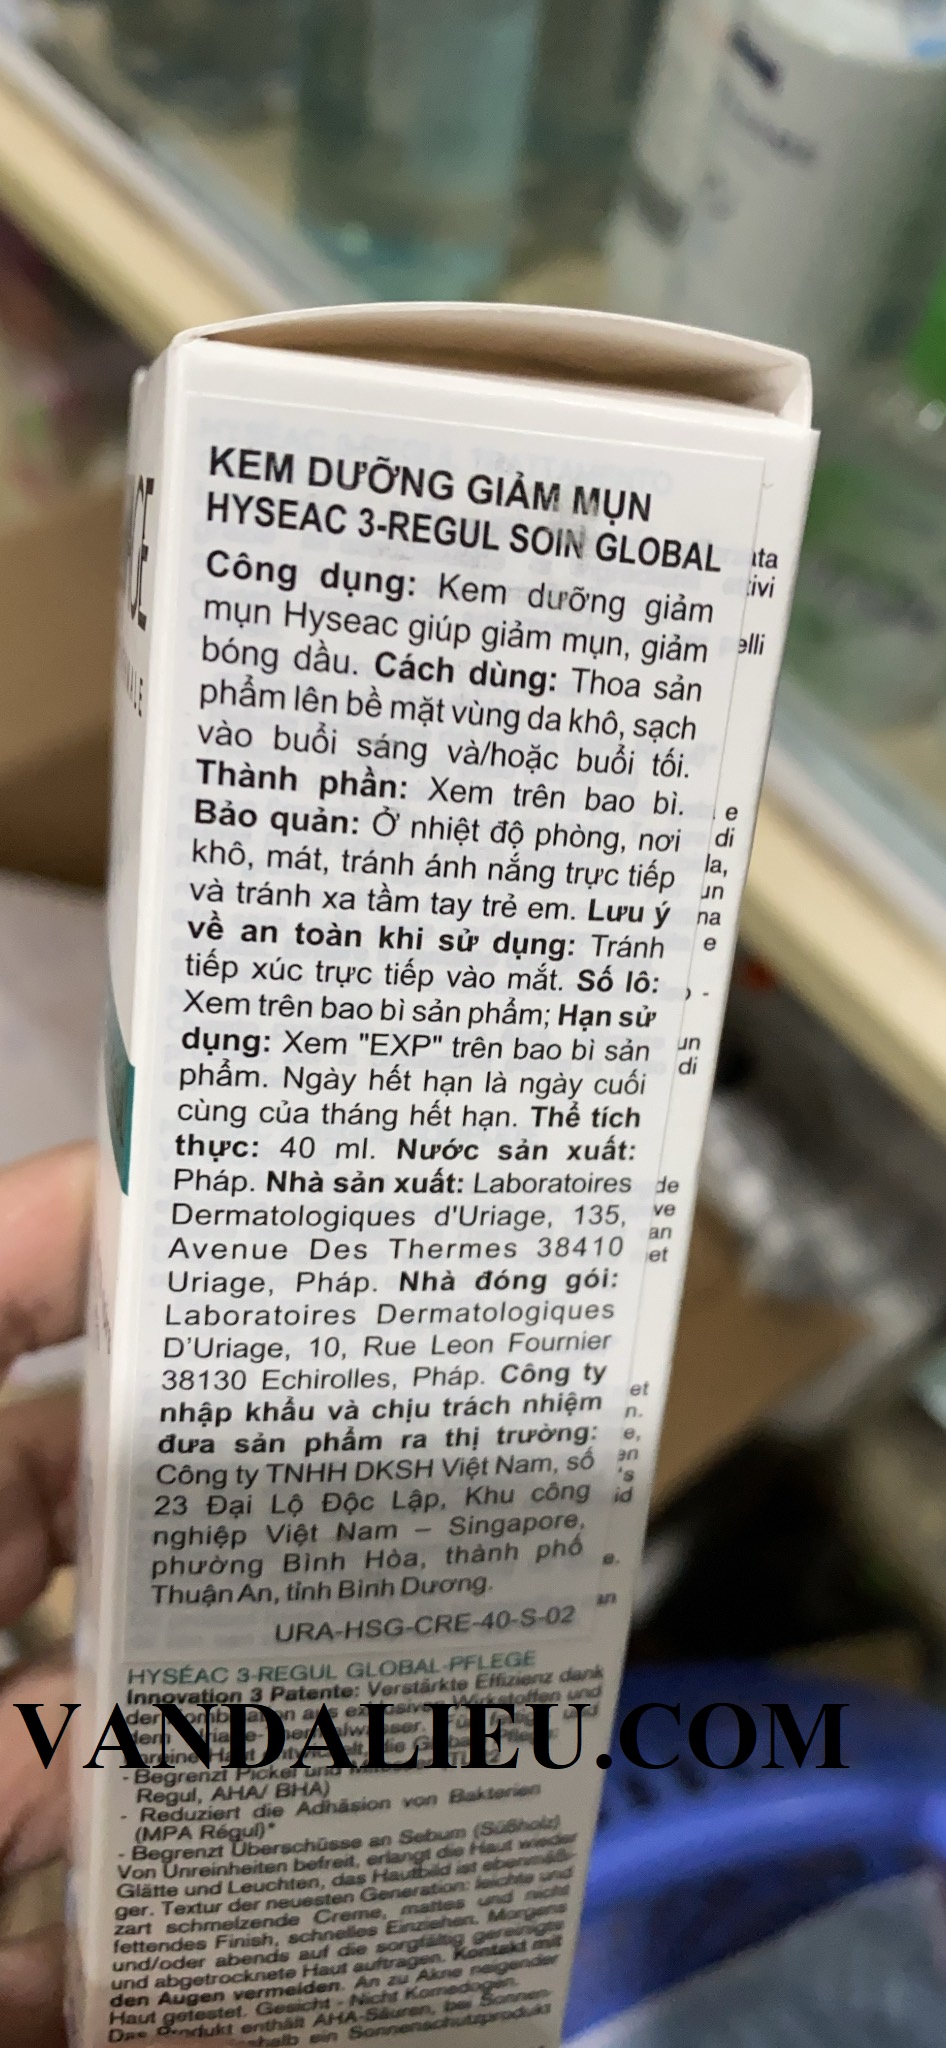 KEM DƯỠNG GIẢM MỤN
HYSEAC 3-REGUL SOIN GLOBAL
Công dụng: Kem dưỡng giảm
mụn Hyseac giúp giảm mụn, giảm
bóng dầu. Cách dùng: Thoa sản
phẩm lên bề mặt vùng da khô, sạch
vào buổi sáng và/hoặc buổi tối.
Thành phần: Xem trên bao bì.
Bảo quản: Ở nhiệt độ phòng, nơi
khô, mát, tránh ánh nắng trực tiếp
và tránh xa tầm tay trẻ em. Lưu ý
về an toàn khi sử dụng: Tránh
tiếp xúc trực tiếp vào mắt. Số lô:
Xem trên bao bì sản phẩm; Hạn sử
dụng: Xem "EXP" trên bao bì sản
phẩm. Ngày hết hạn là ngày cuối
cùng của tháng hết hạn. Thể tích
thực: 40 ml. Nước sản xuất:
Pháp. Nhà sản xuất: Laboratoires
Dermatologiques d'Uriage, 135,
Avenue Des Thermes 38410
Uriage, Pháp. Nhà đóng gói:
Laboratoires Dermatologiques
D'Uriage, 10, Rue Leon Fournier
38130 Echirolles, Pháp. Công ty
nhập khẩu và chịu trách nhiệm
đưa sản phẩm ra thị trường:
Công ty TNHH DKSH Việt Nam, số
23 Đại Lộ Độc Lập, Khu công
nghiệp Việt Nam – Singapore,
phường Bình Hòa, thành phố
Thuận An, tỉnh Bình Dương.
URA-HSG-CRE-40-S-02
HYSÉAC 3-REGUL GLOBAL-PFLEGE
Innovation 3 Patente: Verstärkte Effizienz dank
der
und
VANDALIEU.COM
- Begrenzt Pickel und
Regul, AHA/ BHA)
- Reduziert die Adhäsion von Bakterien
(MPA Régul)*
- Begrenzt Überschüsse an Sebum (Süßholz)
Von Unreinheiten befreit, erlangt die Haut wieder
Glätte und Leuchten, das Hautbild ist ebenmäßi-
ger. Textur der neuesten Generation: leichte und
zart schmelzende Creme, mattes und nicht
fettendes Finish, schnelles Einziehen. Morgens
und/oder abends auf die sorgfältig gereinigte
und abgetrocknete Haut auftragen. Kontakt mit
den Augen vermeiden. An zu Akne neigender
Haut getestet. Gesicht - Nicht Komedogen.
Das Produkt enthält AHA-Säuren, bei Sonnen-
ein Sonnenschutzprodukt